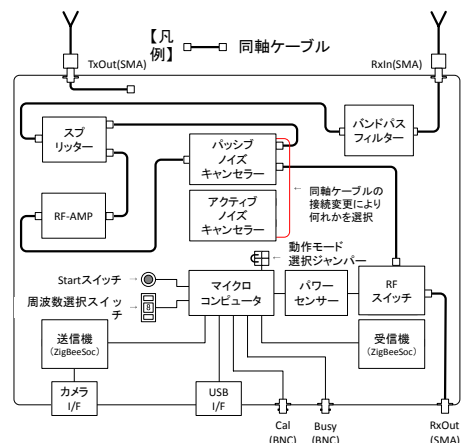 【凡
例】
同軸ケーブル
TxOut(SMA)
RxIn(SMA)
スプ
リッター
パッシブ
ノイズ
キャンセラー
バンドパス
フィルター
RF-AMP
アクティブ
ノイズ
キャンセラー
同軸ケーブルの
接続変更により
何れかを選択
動作モード
選択ジャンパー
Startスイッチ
周波数選択スイッ
チ
8
マイクロ
コンピュータ
パワー
センサー
RF
スイッチ
送信機
(ZigBeeSoc)
受信機
(ZigBeeSoc)
カメラ
I/F
USB
I/F
Cal
(BNC)
Busy
(BNC)
RxOut
(SMA)